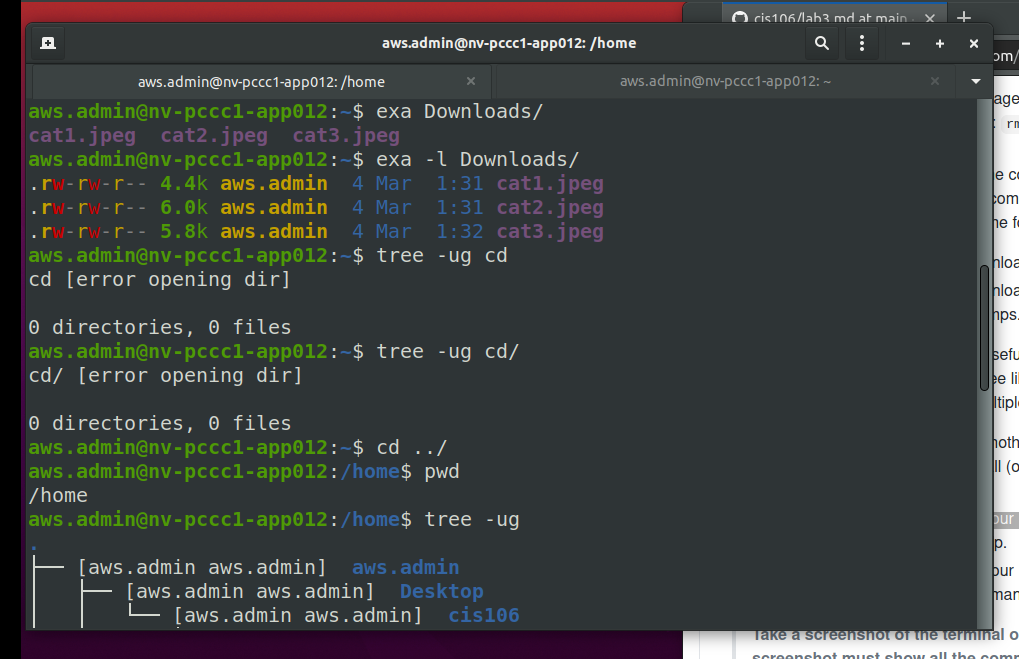 cis106/lab3.md at main
aws.admin@nv-pccc1-app012: /home
aws.admin@nv-pccc1-app012: /home
aws.admin@nv-pccc1-app012: ~
aws.admin@nv-pccc1-app012:~$ exa Downloads/
cat1.jpeg  cat2.jpeg  cat3.jpeg
aws.admin@nv-pccc1-app012:~$ exa -l Downloads/
.rw-rw-r-- 4.4k aws.admin  4 Mar  1:31 cat1.jpeg
.rw-rw-r-- 6.0k aws.admin  4 Mar  1:31 cat2.jpeg
.rw-rw-r-- 5.8k aws.admin  4 Mar  1:32 cat3.jpeg
aws.admin@nv-pccc1-app012:~$ tree -ug cd
cd [error opening dir]
0 directories, 0 files
aws.admin@nv-pccc1-app012:~$ tree -ug cd/
cd/ [error opening dir]
0 directories, 0 files
aws.admin@nv-pccc1-app012:~$ cd ../
aws.admin@nv-pccc1-app012:/home$ pwd
/home
aws.admin@nv-pccc1-app012:/home$ tree -ug
.
├── [aws.admin aws.admin]  aws.admin
│   ├── [aws.admin aws.admin]  Desktop
│   │   └── [aws.admin aws.admin]  cis106
Take a screenshot of the terminal o
screenshot must show all the comm